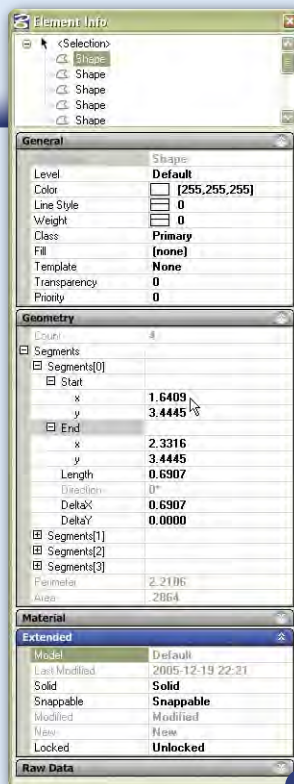 Element Info
<Selection>
Shape
Shape
Shape
Shape
Shape
General
Shape
Level Default
Color [255,255,255]
Line Style 0
Weight 0
Class Primary
Fill (none)
Template None
Transparency 0
Priority 0
Geometry
Count 4
Segments
Segments[0]
Start
x 1.6409
y 3.4445
End
x 2.3316
y 3.4445
Length 0.6907
Direction 0°
DeltaX 0.6907
DeltaY 0.0000
Segments[1]
Segments[2]
Segments[3]
Perimeter 2.2106
Area .2864
Material
Extended
Model Default
Last Modified 2005-12-19 22:21
Solid Solid
Snappable Snappable
Modified Modified
New New
Locked Unlocked
Raw Data